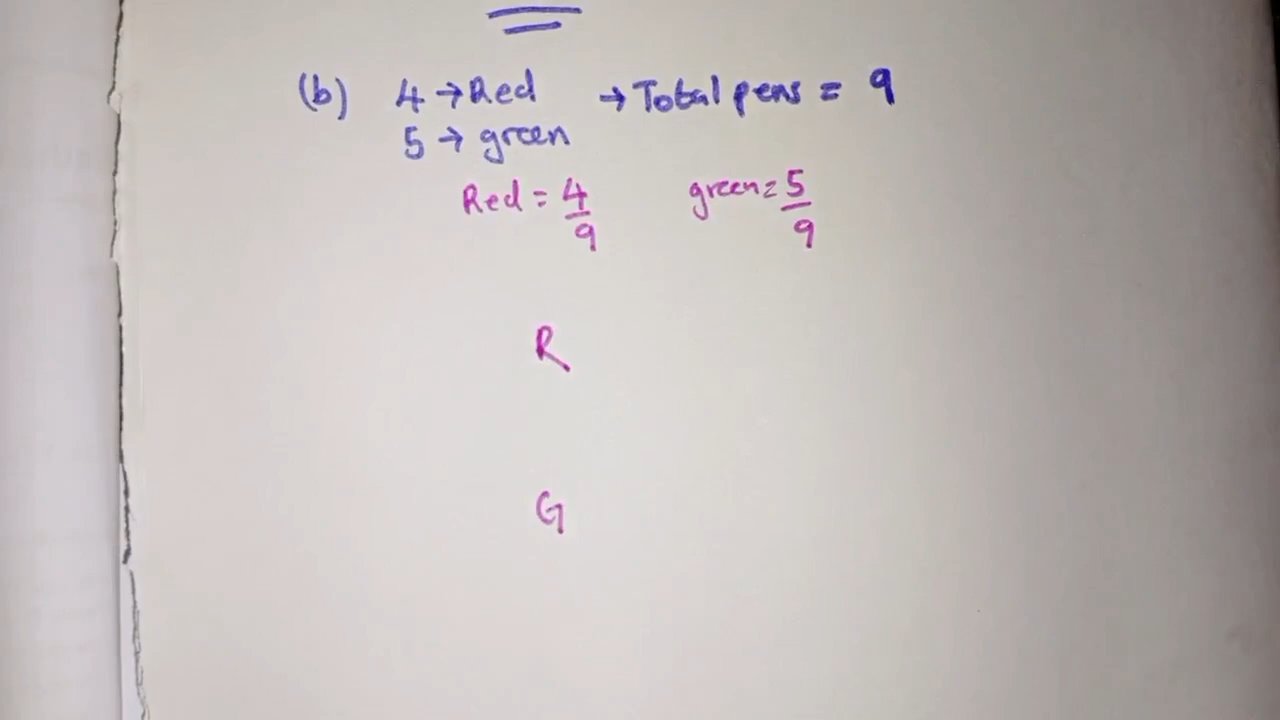 (b) 4 → Red → Total pens = 9
5 → green
Red = 4/9 green = 5/9
R
G